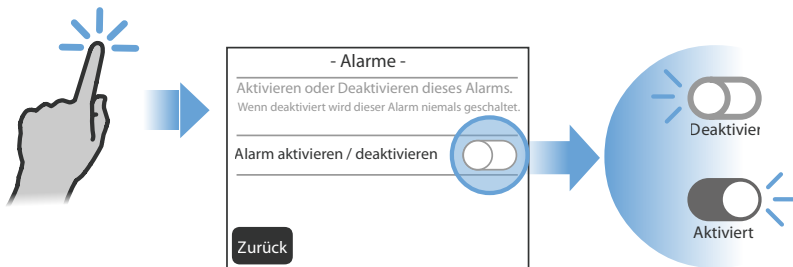 - Alarme -
Aktivieren oder Deaktivieren dieses Alarms.
Wenn deaktiviert wird dieser Alarm niemals geschaltet.
Alarm aktivieren / deaktivieren
Zurück
Deaktivier
Aktiviert